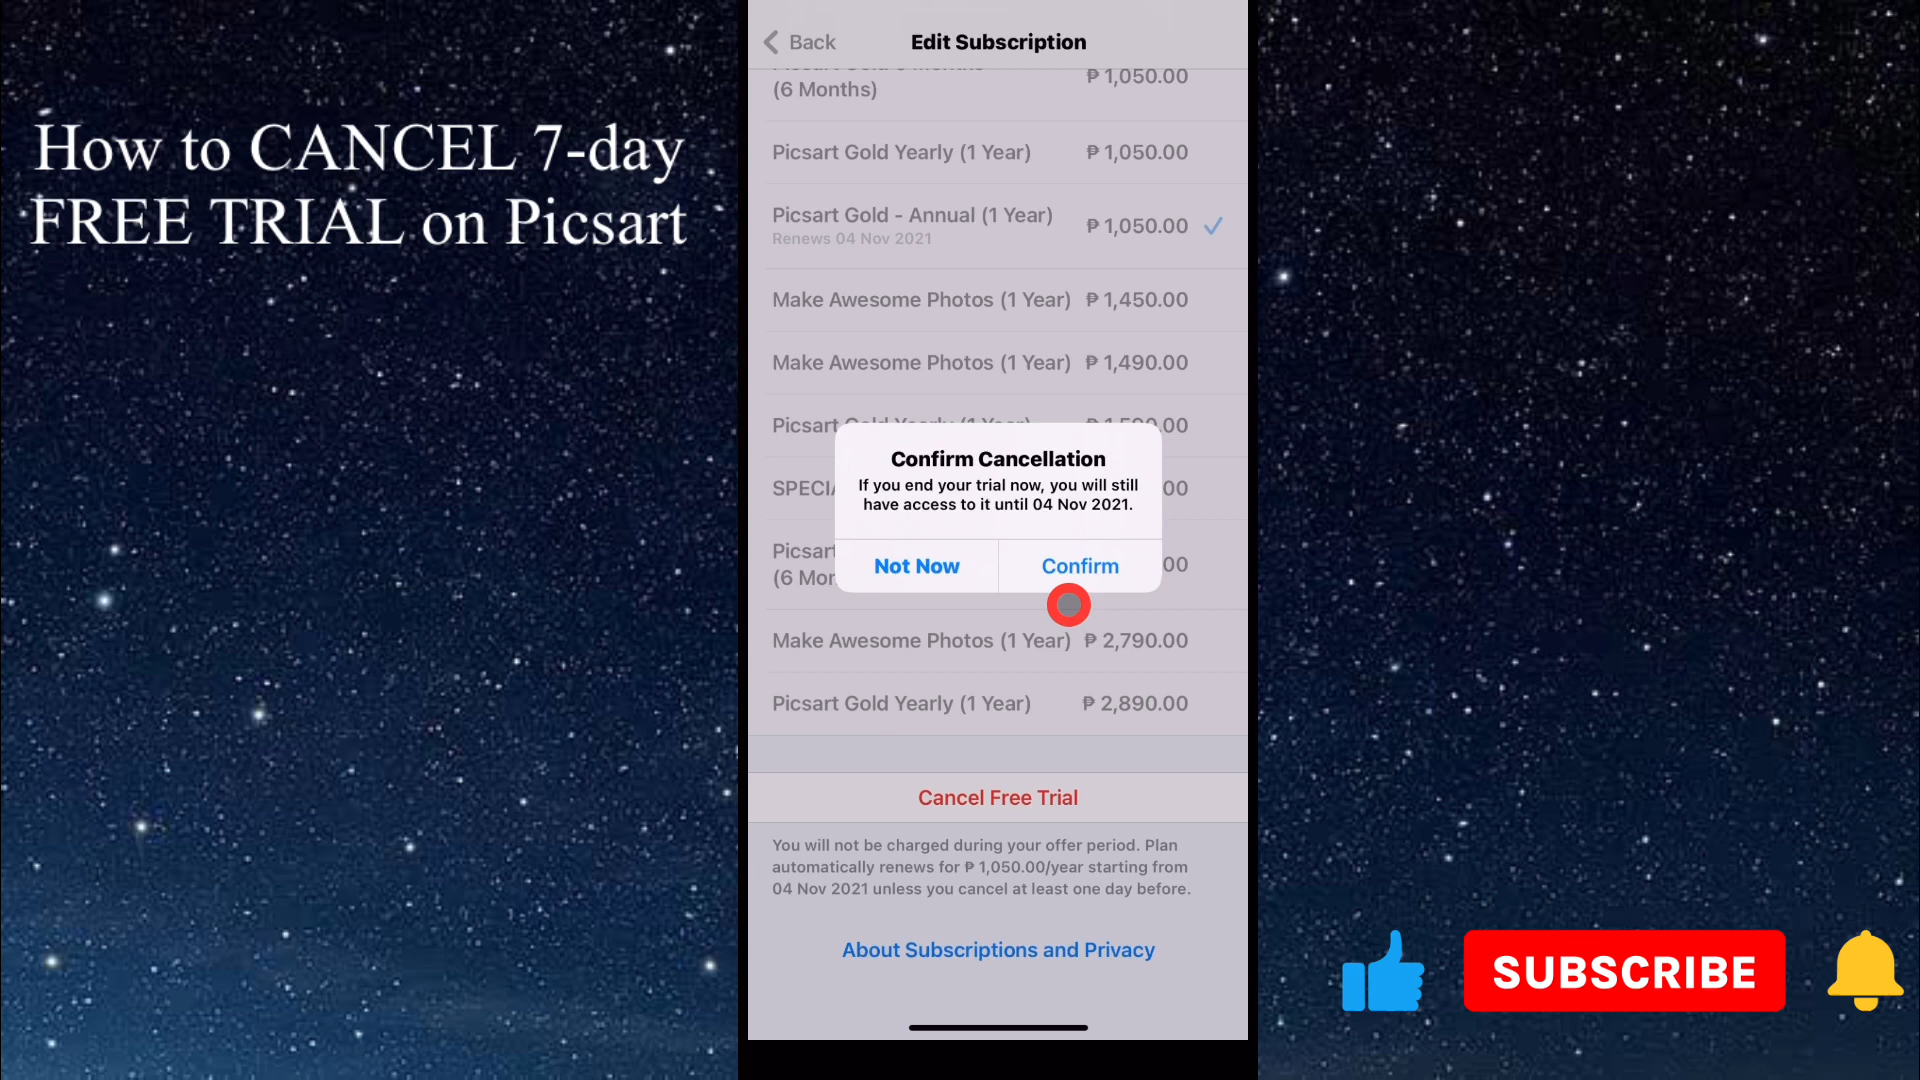 How to CANCEL 7-day
FREE TRIAL on Picsart
Back
Edit Subscription
(6 Months)
₱ 1,050.00
Picsart Gold Yearly (1 Year)
₱ 1,050.00
Picsart Gold - Annual (1 Year)
Renews 04 Nov 2021
₱ 1,050.00
Make Awesome Photos (1 Year)
₱ 1,450.00
Make Awesome Photos (1 Year)
₱ 1,490.00
Picsart
.00
Confirm Cancellation
If you end your trial now, you will still
have access to it until 04 Nov 2021.
00
Picsart
(6
00
Not Now
Confirm
Make Awesome Photos (1 Year)
₱ 2,790.00
Picsart Gold Yearly (1 Year)
₱ 2,890.00
Cancel Free Trial
You will not be charged during your offer period. Plan
automatically renews for ₱ 1,050.00/year starting from
04 Nov 2021 unless you cancel at least one day before.
About Subscriptions and Privacy
SUBSCRIBE